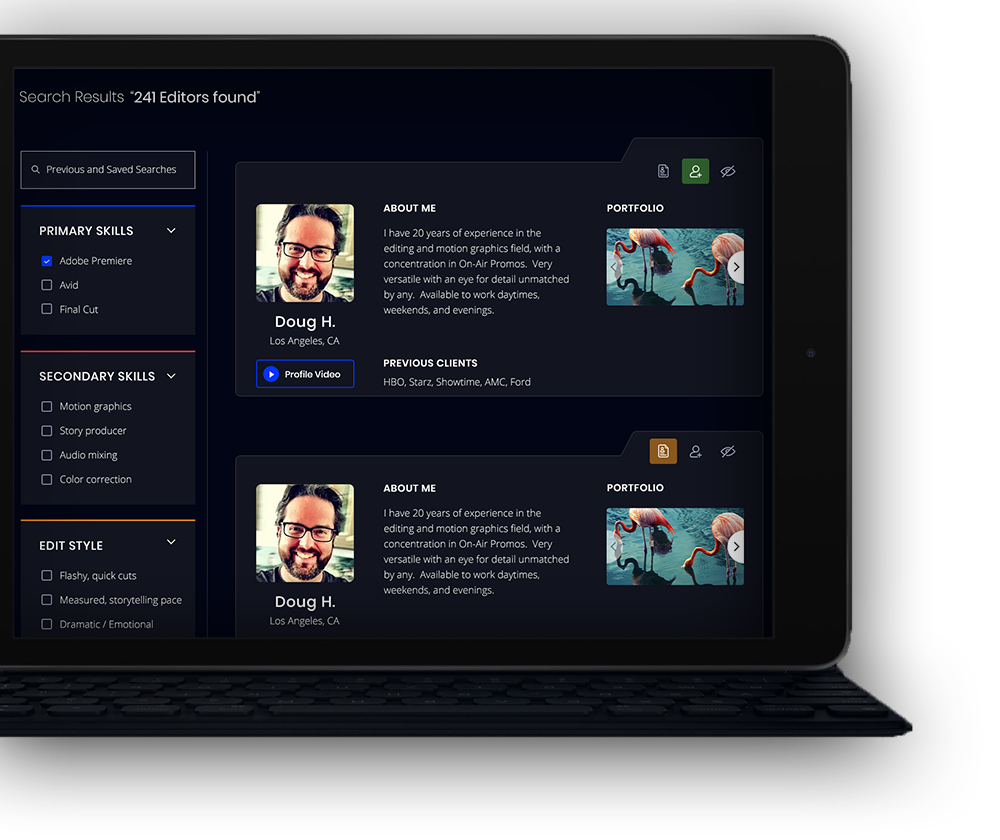 Search Results "241 Editors found"
Previous and Saved Searches
PRIMARY SKILLS
Adobe Premiere
Avid
Final Cut
SECONDARY SKILLS
Motion graphics
Story producer
Audio mixing
Color correction
EDIT STYLE
Flashy, quick cuts
Measured, storytelling pace
Dramatic / Emotional
Doug H.
Los Angeles, CA
Profile Video
ABOUT ME
I have 20 years of experience in the
editing and motion graphics field, with a
concentration in On-Air Promos. Very
versatile with an eye for detail unmatched
by any. Available to work daytimes,
weekends, and evenings.
PREVIOUS CLIENTS
HBO, Starz, Showtime, AMC, Ford
PORTFOLIO
Doug H.
Los Angeles, CA
ABOUT ME
I have 20 years of experience in the
editing and motion graphics field, with a
concentration in On-Air Promos. Very
versatile with an eye for detail unmatched
by any. Available to work daytimes,
weekends, and evenings.
PORTFOLIO